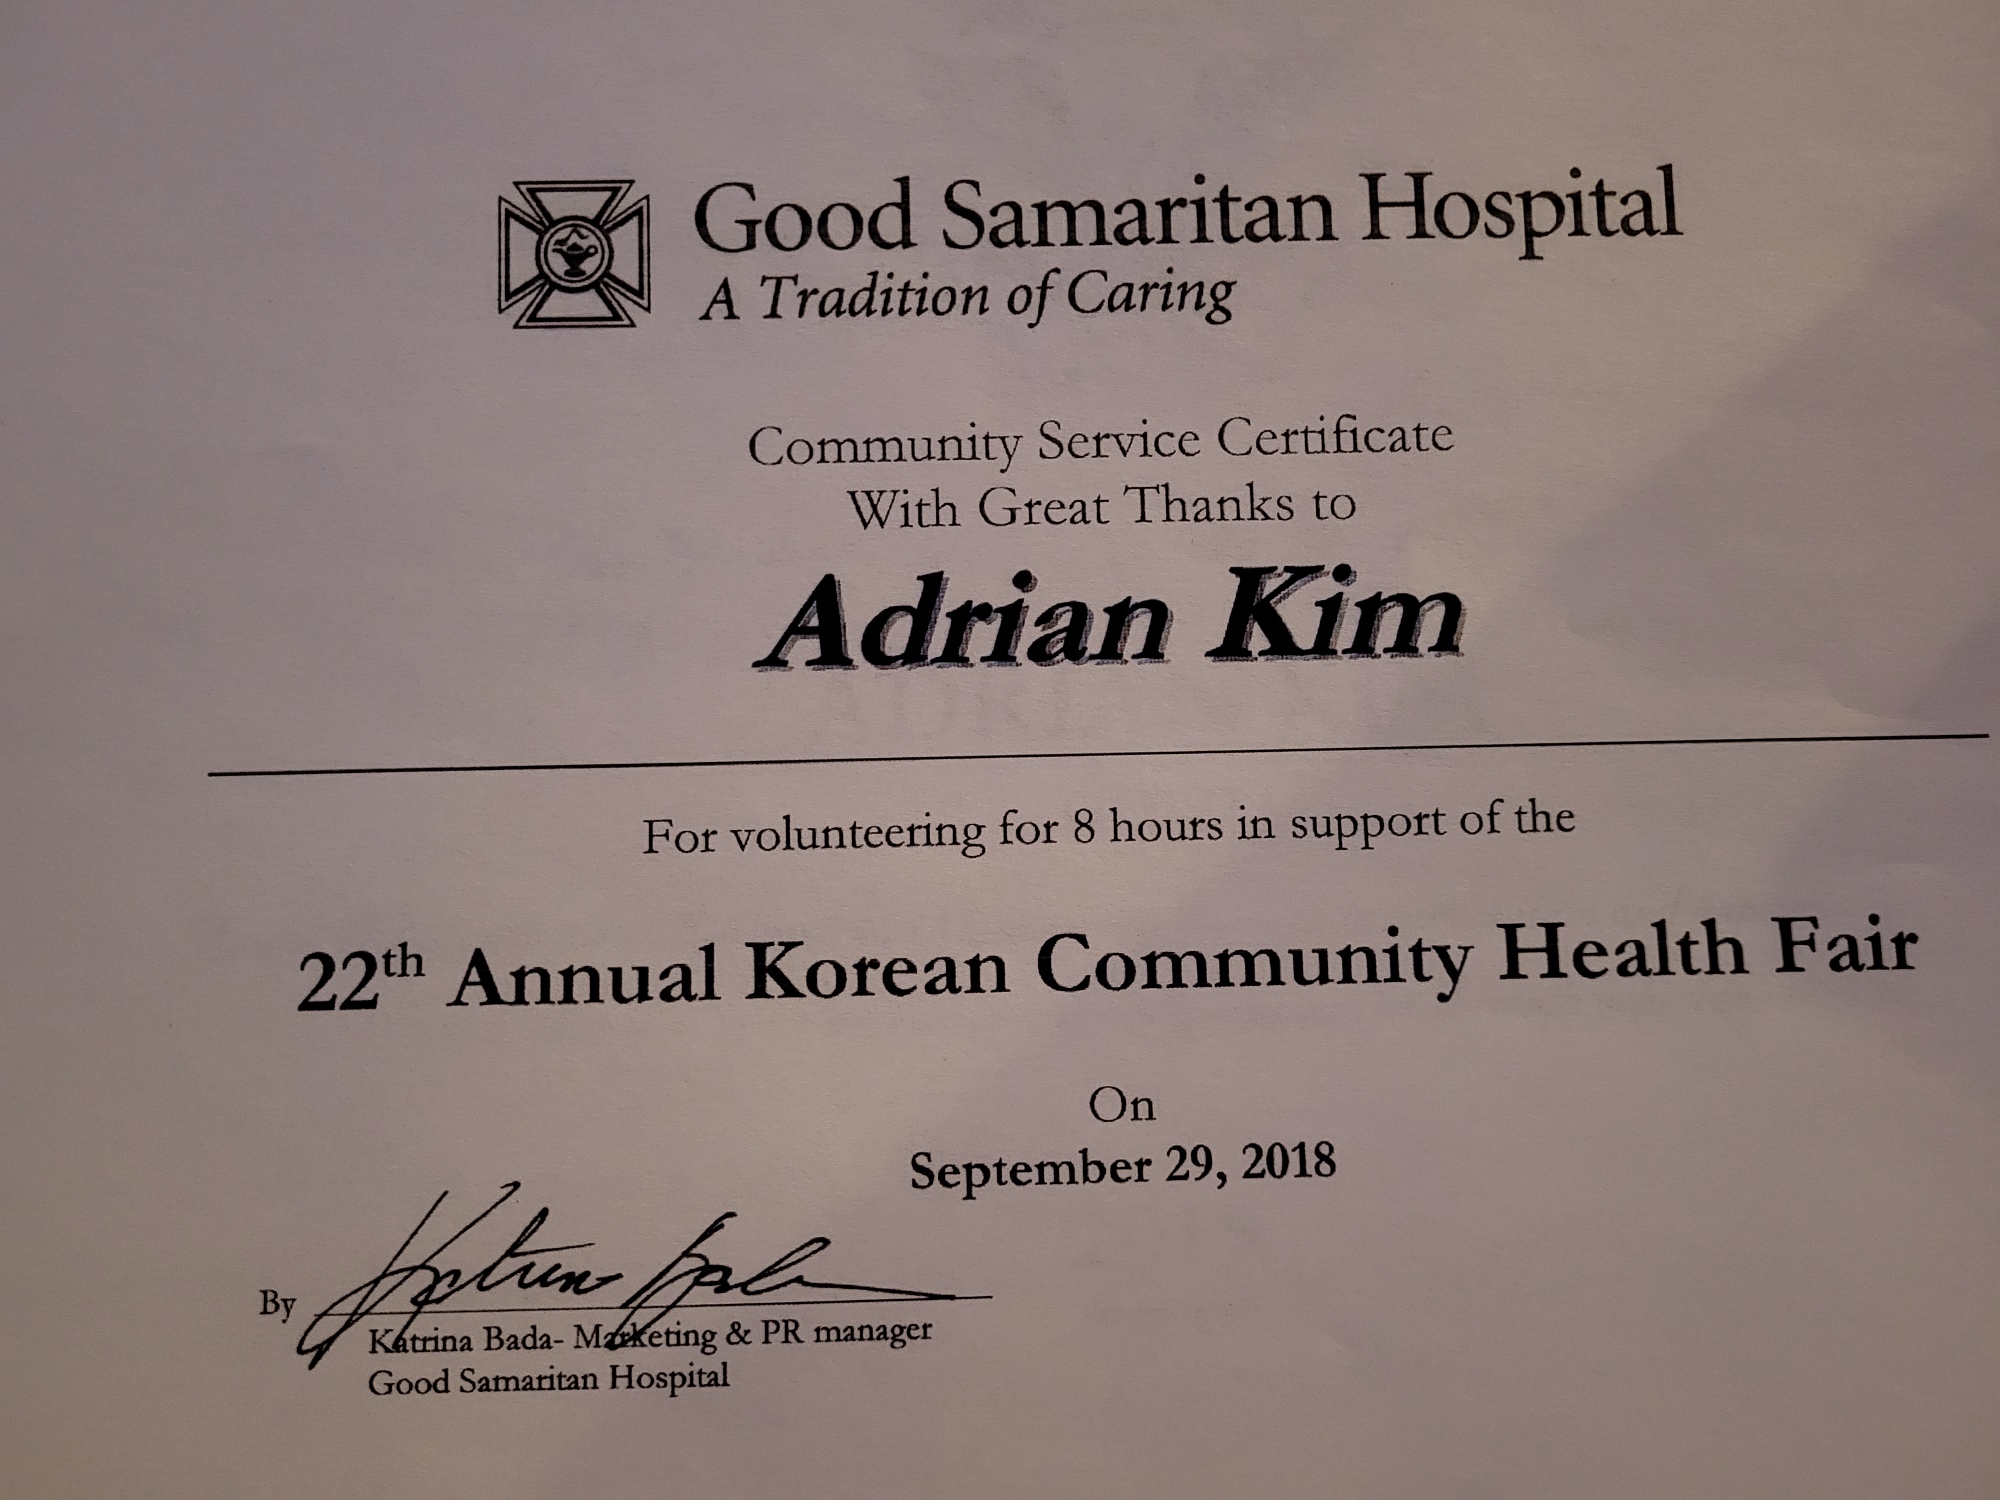 Good Samaritan Hospital
A Tradition of Caring
Community Service Certificate
With Great Thanks to
Adrian Kim
For volunteering for 8 hours in support of the
22th Annual Korean Community Health Fair
On
September 29, 2018
By
Katrina Bada- Marketing & PR manager
Good Samaritan Hospital